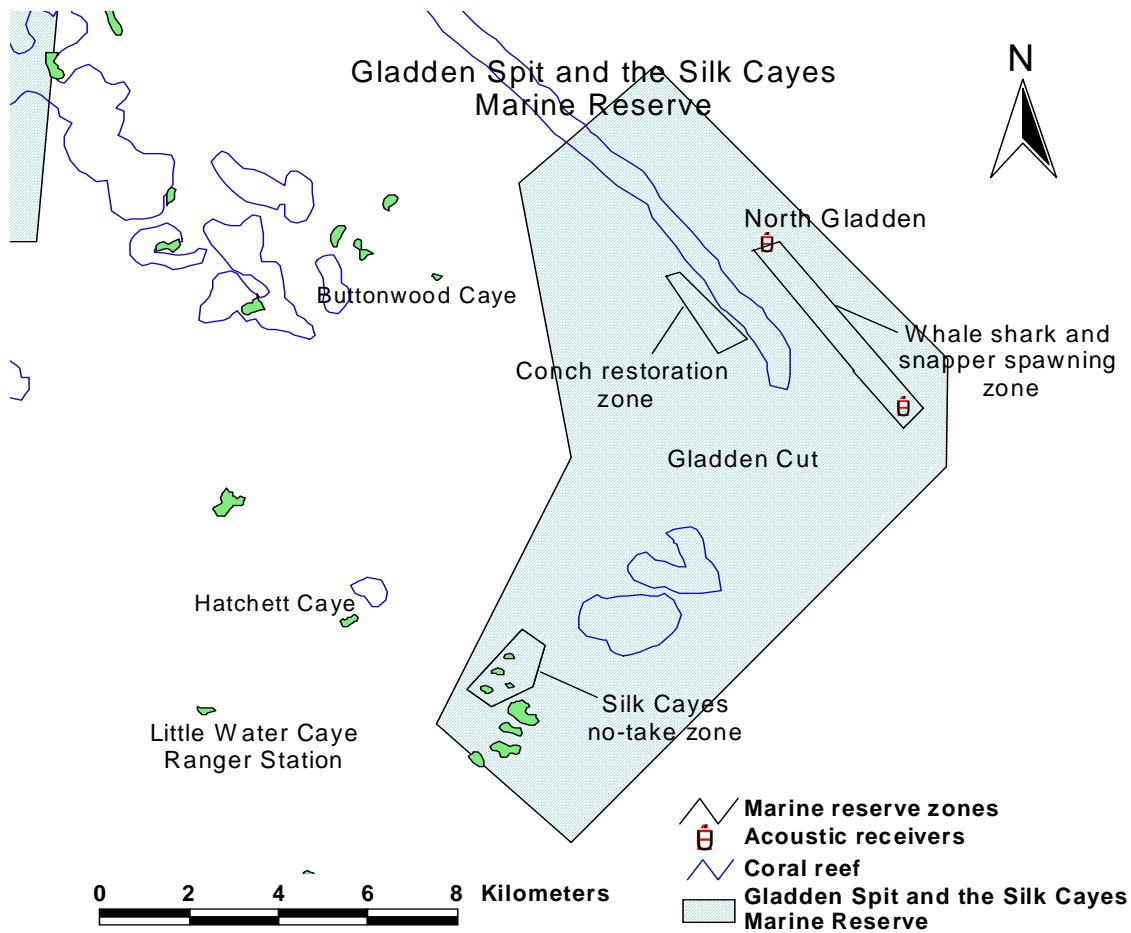 Gladden Spit and the Silk Cayes
Marine Reserve
N
North Gladden
Buttonwood Caye
Whale shark and
snapper spawning
zone
Conch restoration
zone
Gladden Cut
Hatchett Caye
Silk Cayes
no-take zone
Little Water Caye
Ranger Station
Marine reserve zones
Acoustic receivers
Coral reef
Gladden Spit and the Silk Cayes
Marine Reserve
0 2 4 6 8 Kilometers